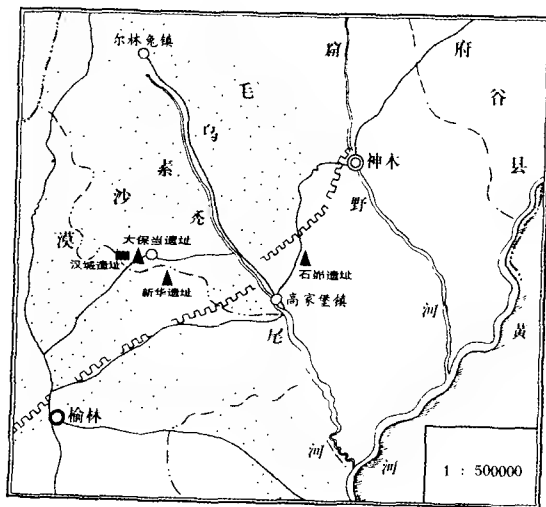 尔林兔镇
毛
乌
素
沙
漠
窟
野
河
府
谷
县
神木
秃
尾
河
大保当遗址
汉城遗址
新华遗址
石峁遗址
高家堡镇
黄
河
榆林
1 : 500000